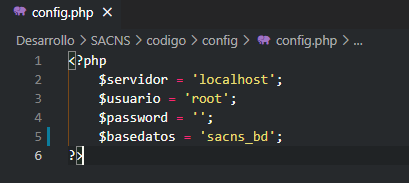 config.php
Desarrollo > SACNS > codigo > config > config.php > ...
1 <?php
2 $servidor = 'localhost';
3 $usuario = 'root';
4 $password = '';
5 $basedatos = 'sacns_bd';
6 ?>